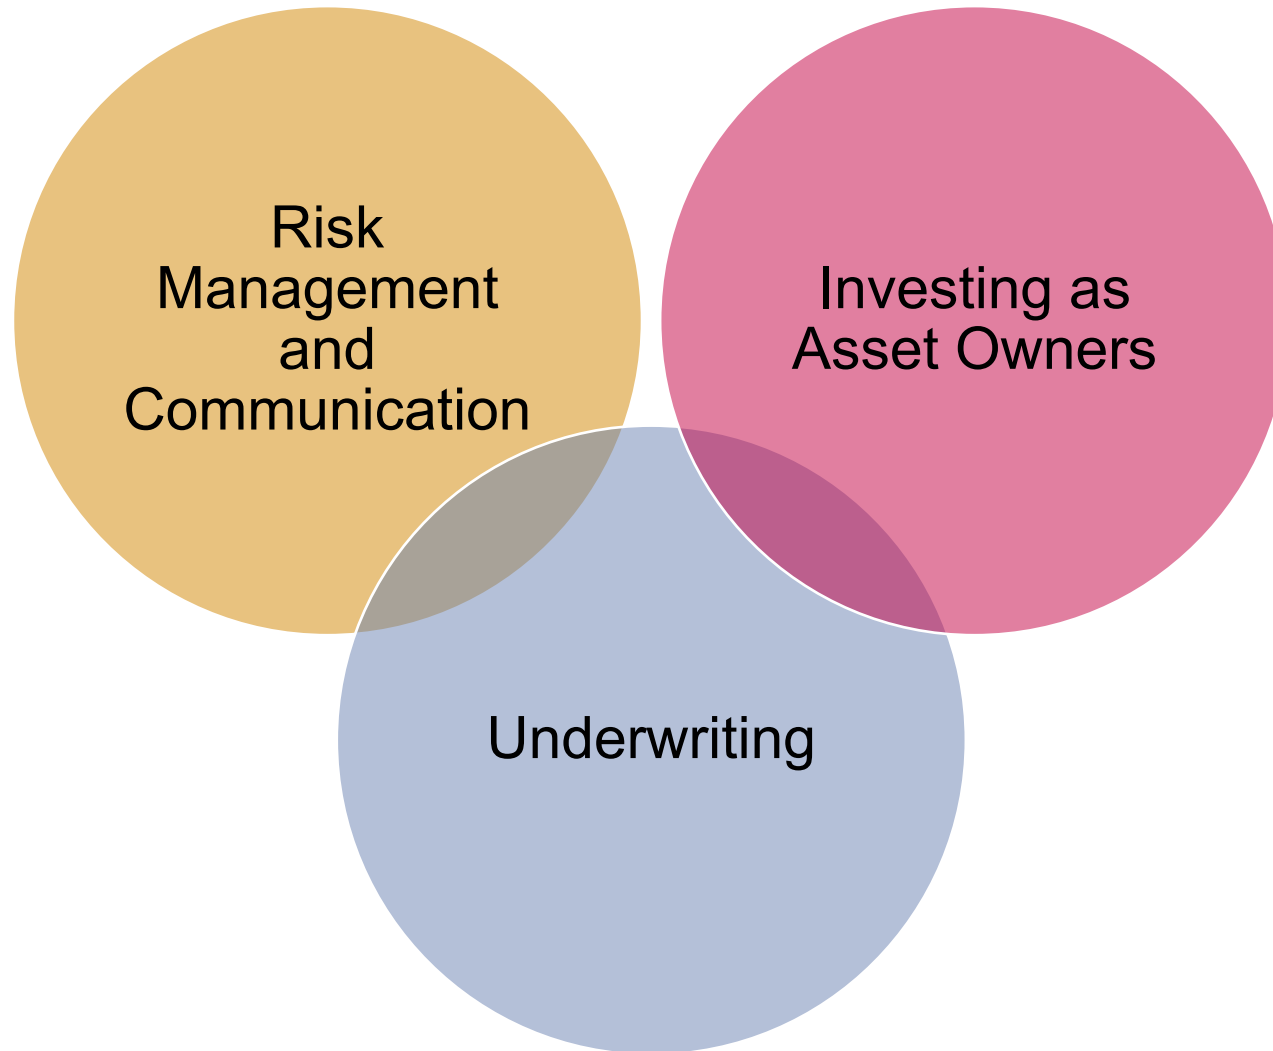 Risk
Management
and
Communication
Investing as
Asset Owners
Underwriting